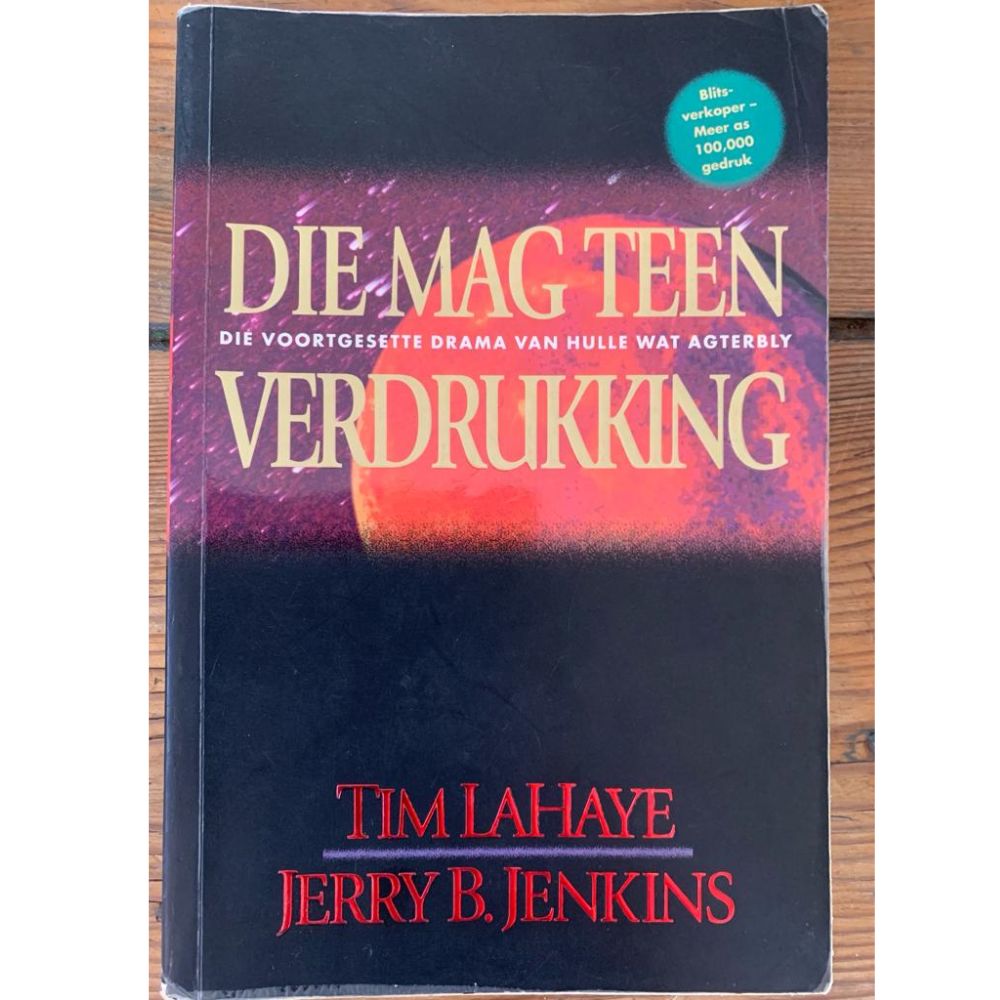 Blits-
verkoper –
Meer as
100,000
gedruk
DIE MAG TEEN
DIE VOORTGESETTE DRAMA VAN HULLE WAT AGTERBLY
VERDRUKKING
TIM LAHAYE
JERRY B. JENKINS